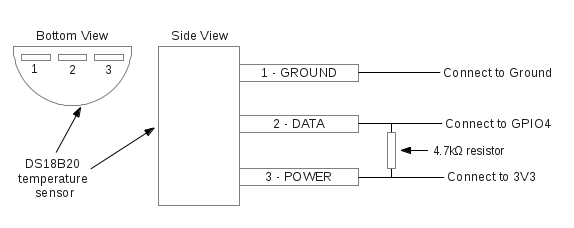 Bottom View
Side View
1
2
3
1 - GROUND
Connect to Ground
2 - DATA
Connect to GPIO4
4.7kΩ resistor
DS18B20
temperature
sensor
3 - POWER
Connect to 3V3